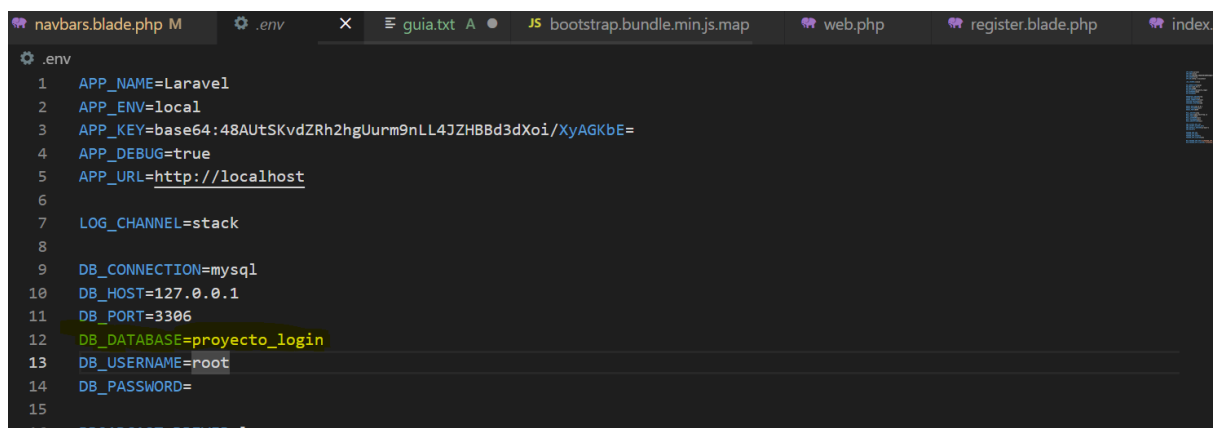 navbars.blade.php M .env × guia.txt A ● JS bootstrap.bundle.min.js.map web.php register.blade.php index.
.env
1 APP_NAME=Laravel
2 APP_ENV=local
3 APP_KEY=base64:48AUtSKvdZRh2hgUurm9nLL4JZHBBd3dXoi/XyAGKbE=
4 APP_DEBUG=true
5 APP_URL=http://localhost
6
7 LOG_CHANNEL=stack
8
9 DB_CONNECTION=mysql
10 DB_HOST=127.0.0.1
11 DB_PORT=3306
12 DB_DATABASE=proyecto_login
13 DB_USERNAME=root
14 DB_PASSWORD=
15